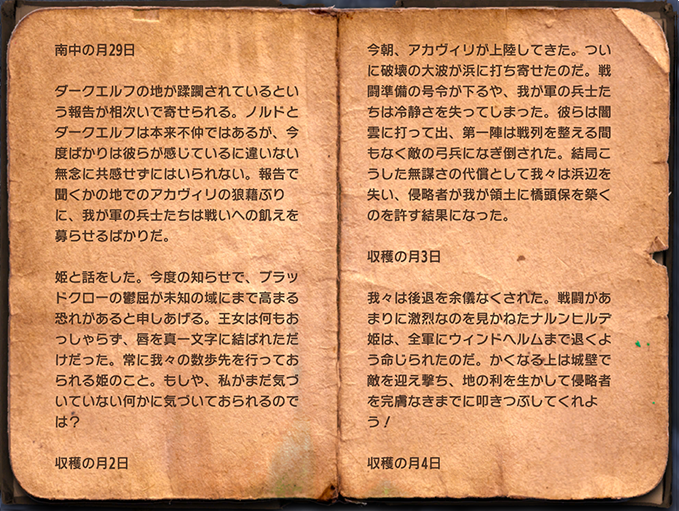 南中の月29日
ダークエルフの地が蹂躙されているとい
う報告が相次いで寄せられる。ノルドと
ダークエルフは本来不仲ではあるが、今
度ばかりは彼らが感じているに違いない
無念に共感せずにはいられない。報告で
聞くかの地でのアカヴィリの狼藉ぶり
に、我が軍の兵士たちは戦いへの飢えを
募らせるばかりだ。
姫と話をした。今度の知らせで、ブラッ
ドクローの鬱屈が未知の域にまで高まる
恐れがあると申しあげる。王女は何もお
っしゃらず、唇を真一文字に結ばれただ
けだった。常に我々の数歩先を行ってお
られる姫のこと。もしや、私がまだ気づ
いていない何かに気づいておられるので
は？
収穫の月2日
今朝、アカヴィリが上陸してきた。つい
に破壊の大波が浜に打ち寄せたのだ。戦
闘準備の号令が下るや、我が軍の兵士た
ちは冷静さを失ってしまった。彼らは闇
雲に打って出、第一陣は戦列を整える間
もなく敵の弓兵になぎ倒された。結局こ
うした無謀さの代償として我々は浜辺を
失い、侵略者が我が領土に橋頭保を築く
のを許す結果になった。
収穫の月3日
我々は後退を余儀なくされた。戦闘があ
まりに激烈なのを見かねたナルンヒルデ
姫は、全軍にウィンドヘルムまで退くよ
う命じられたのだ。かくなる上は城壁で
敵を迎え撃ち、地の利を生かして侵略者
を完膚なきまでに叩きつぶしてくれよ
う！
収穫の月4日